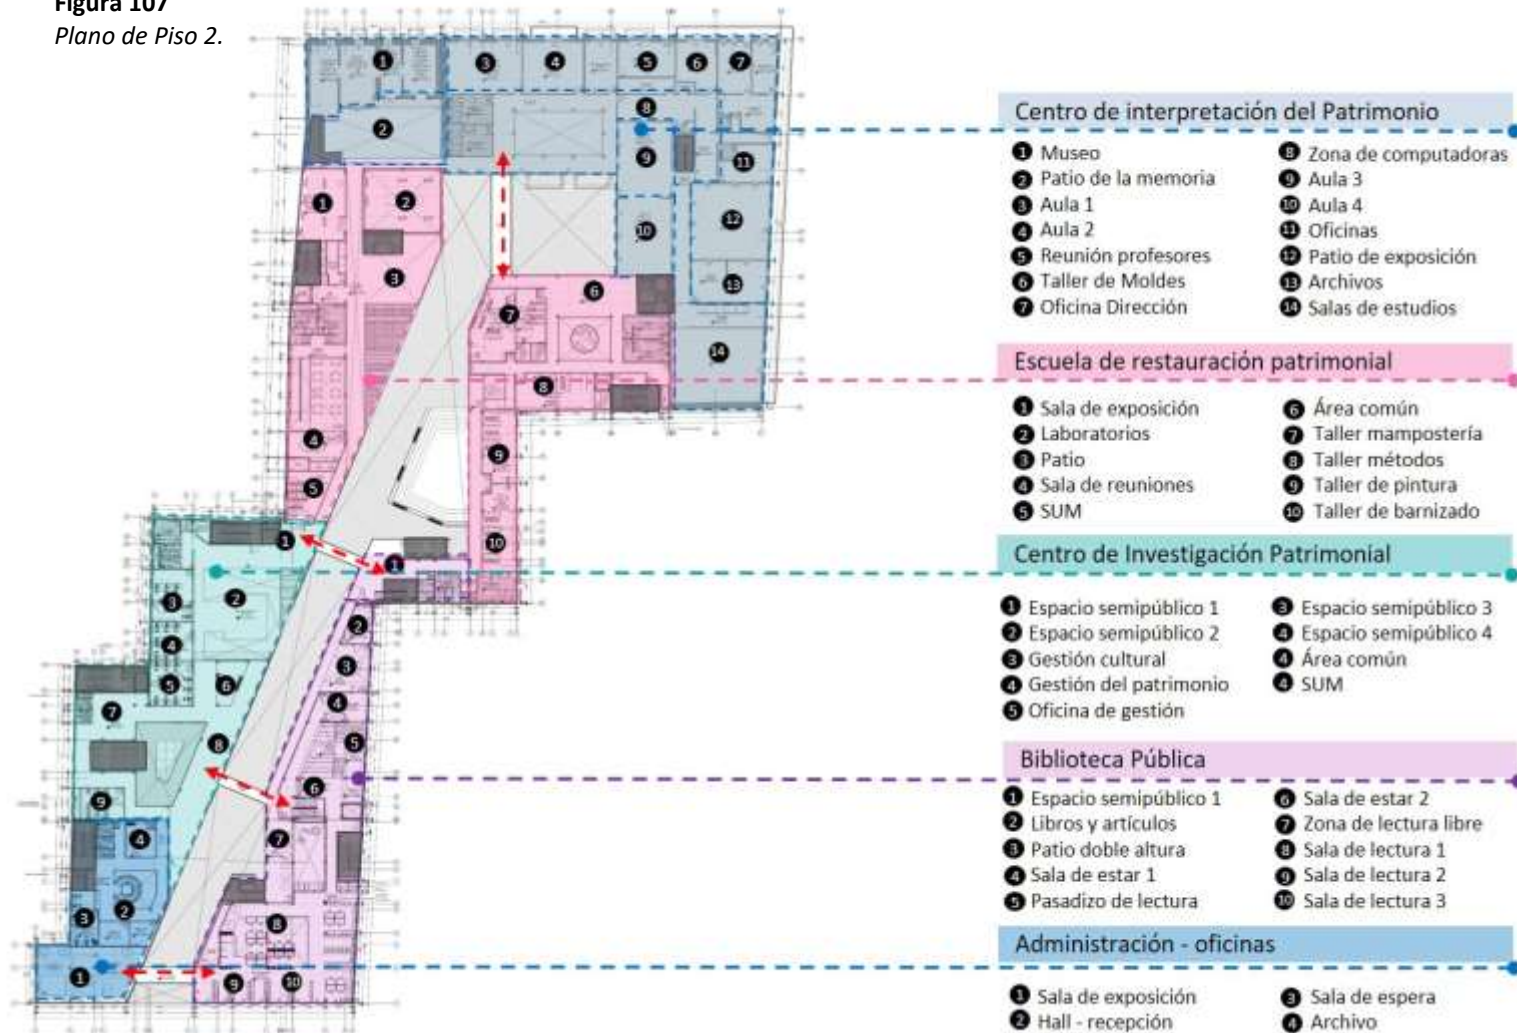 Figura 107
Plano de Piso 2.
Centro de interpretación del Patrimonio
1 Museo
2 Patio de la memoria
3 Aula 1
4 Aula 2
5 Reunión profesores
6 Taller de Moldes
7 Oficina Dirección
8 Zona de computadoras
9 Aula 3
10 Aula 4
11 Oficinas
12 Patio de exposición
13 Archivos
14 Salas de estudios
Escuela de restauración patrimonial
1 Sala de exposición
2 Laboratorios
3 Patio
4 Sala de reuniones
5 SUM
6 Área común
7 Taller mampostería
8 Taller métodos
9 Taller de pintura
10 Taller de barnizado
Centro de Investigación Patrimonial
1 Espacio semipúblico 1
2 Espacio semipúblico 2
3 Gestión cultural
4 Gestión del patrimonio
5 Oficina de gestión
3 Espacio semipúblico 3
4 Espacio semipúblico 4
4 Área común
4 SUM
Biblioteca Pública
1 Espacio semipúblico 1
2 Libros y artículos
3 Patio doble altura
4 Sala de estar 1
5 Pasadizo de lectura
6 Sala de estar 2
7 Zona de lectura libre
8 Sala de lectura 1
9 Sala de lectura 2
10 Sala de lectura 3
Administración - oficinas
1 Sala de exposición
2 Hall - recepción
3 Sala de espera
4 Archivo